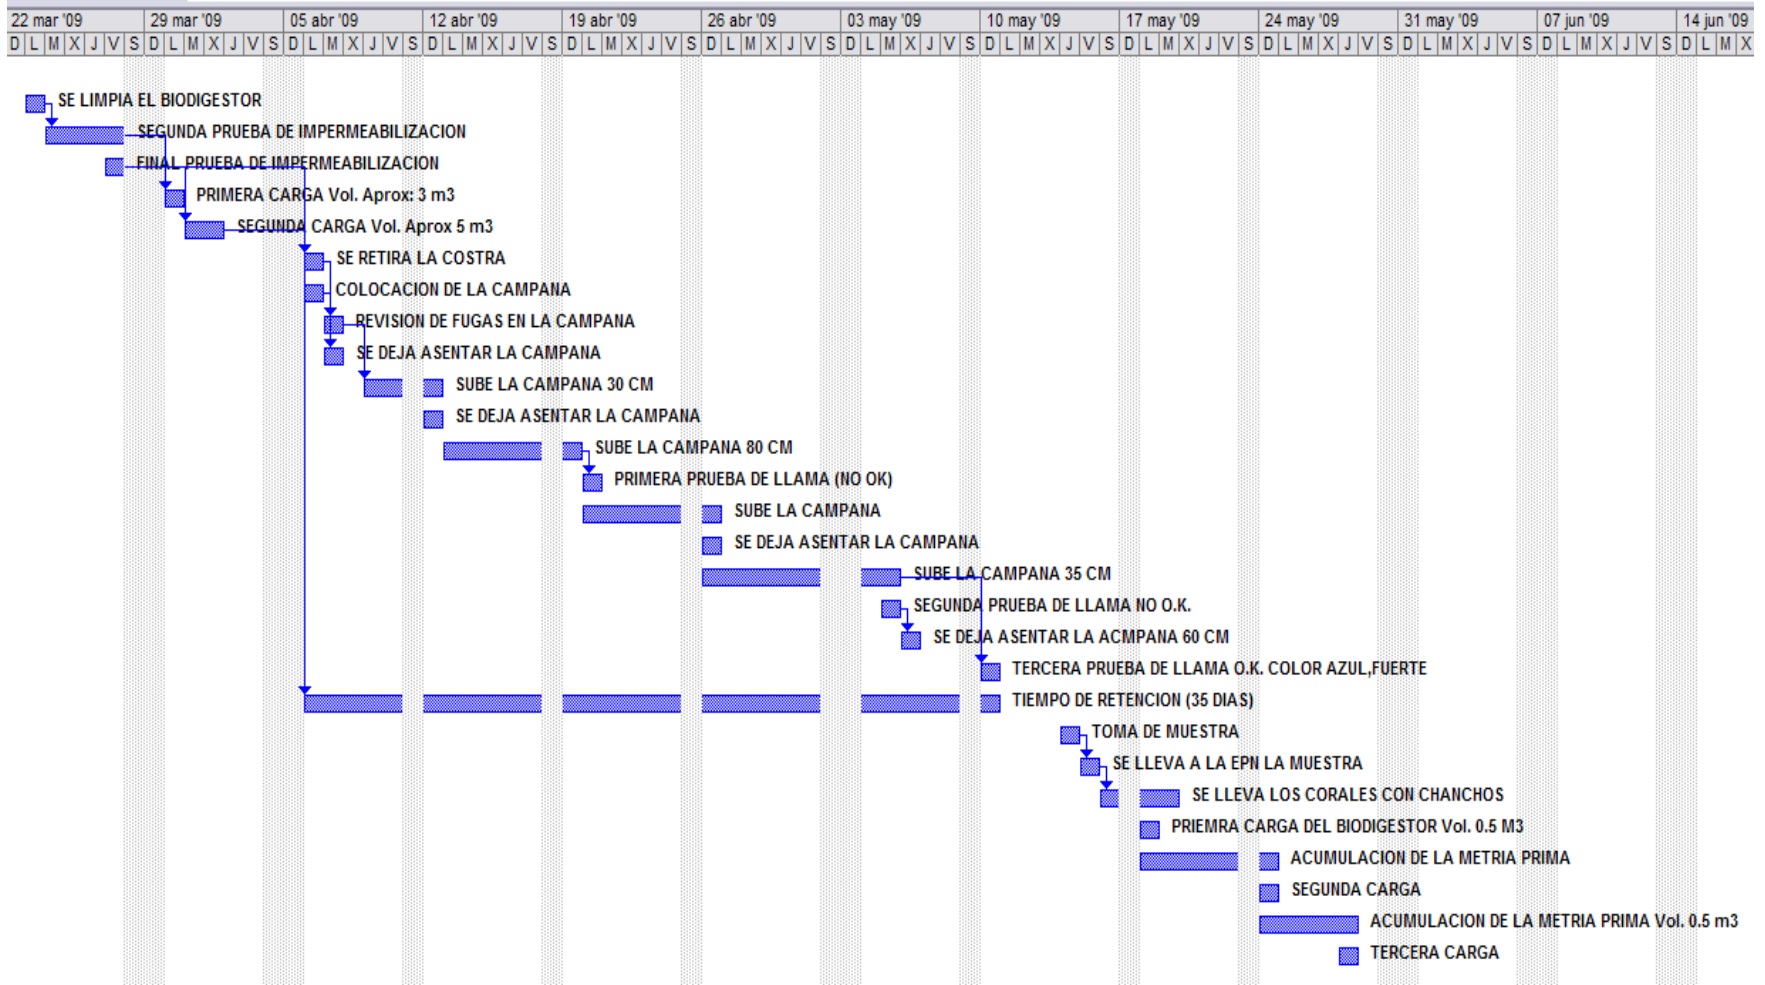 22 mar '09 29 mar '09 05 abr '09 12 abr '09 19 abr '09 26 abr '09 03 may '09 10 may '09 17 may '09 24 may '09 31 may '09 07 jun '09 14 jun '09
D L M X J V S D L M X J V S D L M X J V S D L M X J V S D L M X J V S D L M X J V S D L M X J V S D L M X J V S D L M X J V S D L M X J V S D L M X J V S D L M X J V S D L M X
SE LIMPIA EL BIODIGESTOR
SEGUNDA PRUEBA DE IMPERMEABILIZACION
FINAL PRUEBA DE IMPERMEABILIZACION
PRIMERA CARGA Vol. Aprox: 3 m3
SEGUNDA CARGA Vol. Aprox 5 m3
SE RETIRA LA COSTRA
COLOCACION DE LA CAMPANA
REVISION DE FUGAS EN LA CAMPANA
SE DEJA ASENTAR LA CAMPANA
SUBE LA CAMPANA 30 CM
SE DEJA ASENTAR LA CAMPANA
SUBE LA CAMPANA 80 CM
PRIMERA PRUEBA DE LLAMA (NO OK)
SUBE LA CAMPANA
SE DEJA ASENTAR LA CAMPANA
SUBE LA CAMPANA 35 CM
SEGUNDA PRUEBA DE LLAMA NO O.K.
SE DEJA ASENTAR LA ACMPANA 60 CM
TERCERA PRUEBA DE LLAMA O.K. COLOR AZUL,FUERTE
TIEMPO DE RETENCION (35 DIAS)
TOMA DE MUESTRA
SE LLEVA A LA EPN LA MUESTRA
SE LLEVA LOS CORALES CON CHANCHOS
PRIEMRA CARGA DEL BIODIGESTOR Vol. 0.5 M3
ACUMULACION DE LA METRIA PRIMA
SEGUNDA CARGA
ACUMULACION DE LA METRIA PRIMA Vol. 0.5 m3
TERCERA CARGA